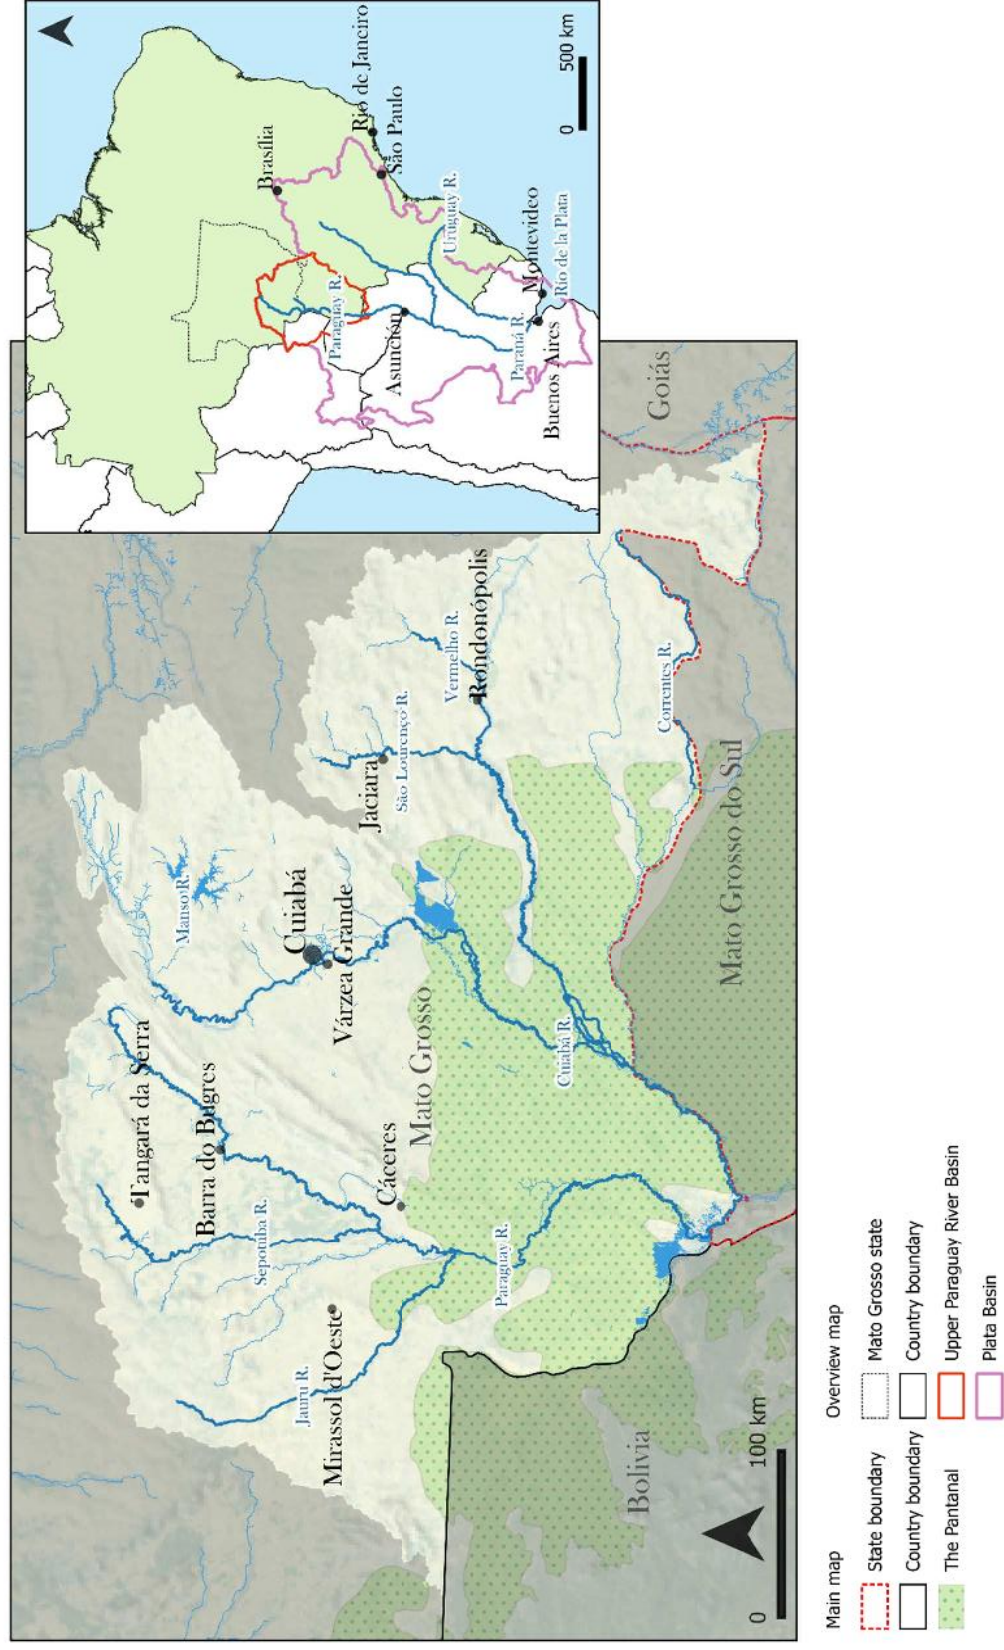 Tangará da Serra
Barra do Bugres
Sepotuba R.
Jauru R.
Mirassol d'Oeste
Cáceres
Manso R.
Cuiabá
Várzea Grande
Mato Grosso
Jaciara
São Lourenço R.
Vermelho R.
Rondonópolis
Paraguay R.
Cuiabá R.
Correntes R.
Mato Grosso do Sul
Goiás
Bolivia
0
100 km
Brasília
Rio de Janeiro
São Paulo
Paraguay R.
Asunción
Uruguay R.
Paraná R.
Montevideo
Rio de la Plata
Buenos Aires
0
500 km
Main map
State boundary
Country boundary
The Pantanal
Overview map
Mato Grosso state
Country boundary
Upper Paraguay River Basin
Plata Basin